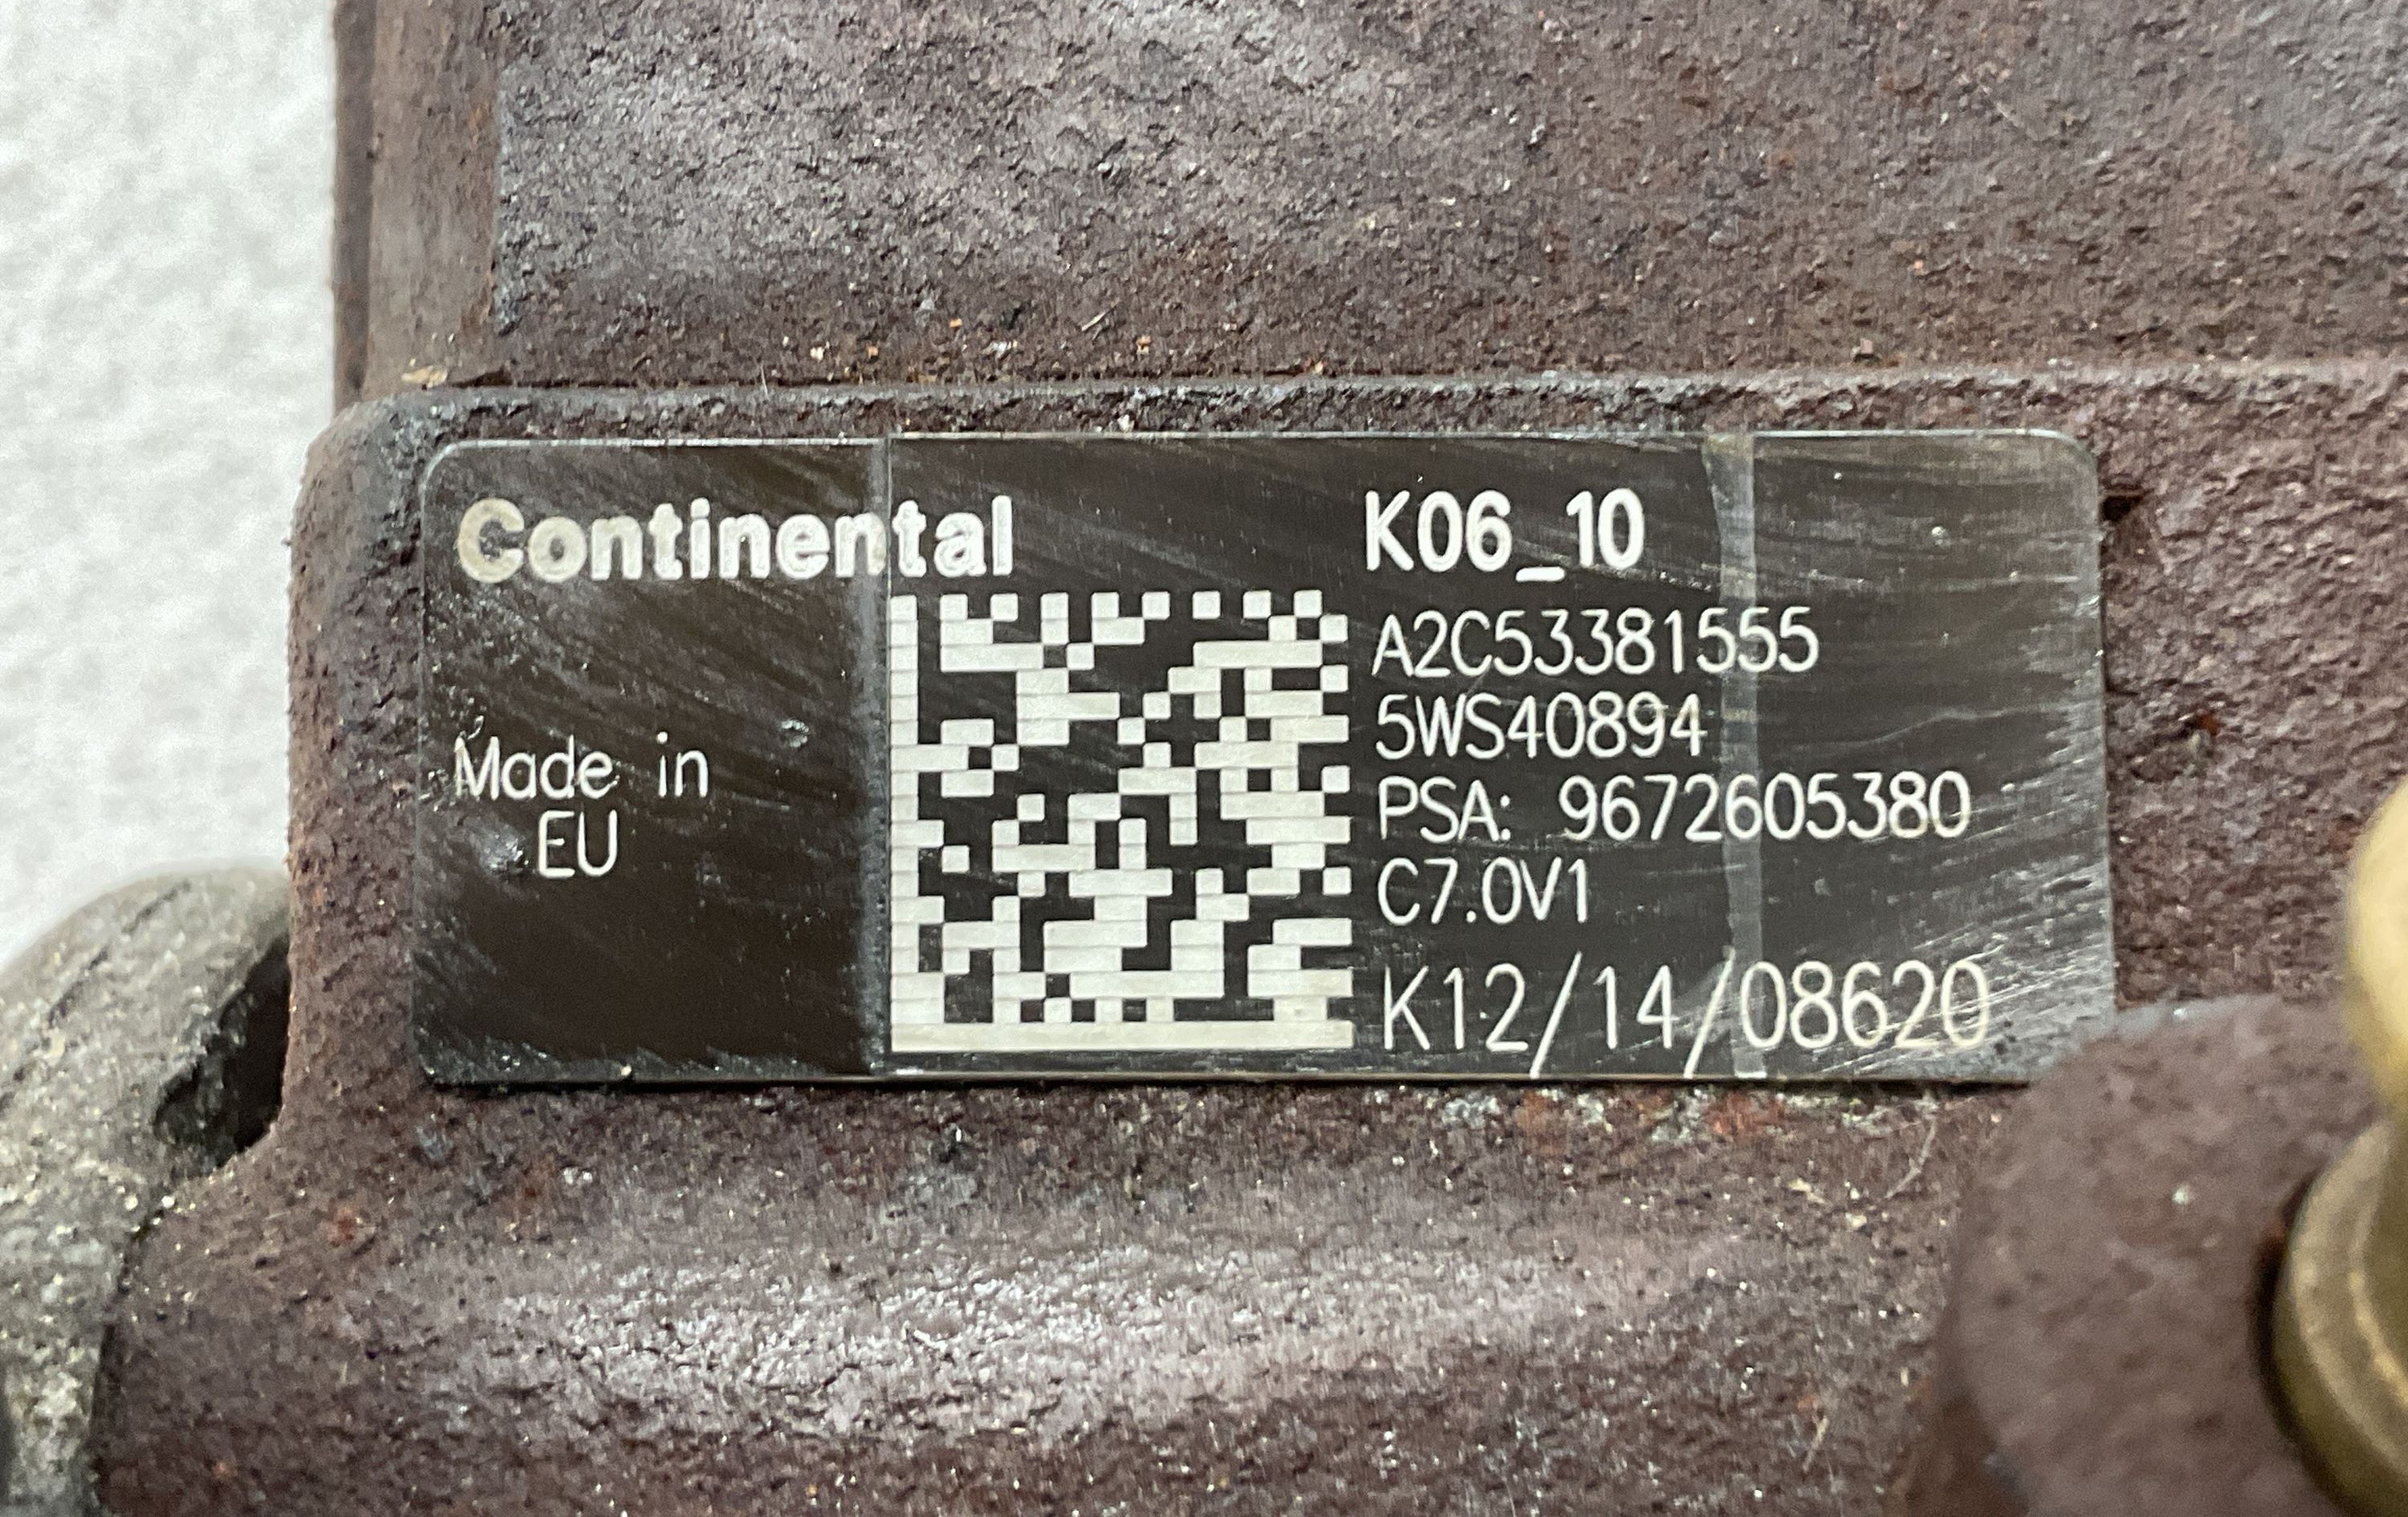 Continental
Made in
EU
K06_10
A2C53381555
5WS40894
PSA: 9672605380
C7.0V1
K12/14/08620